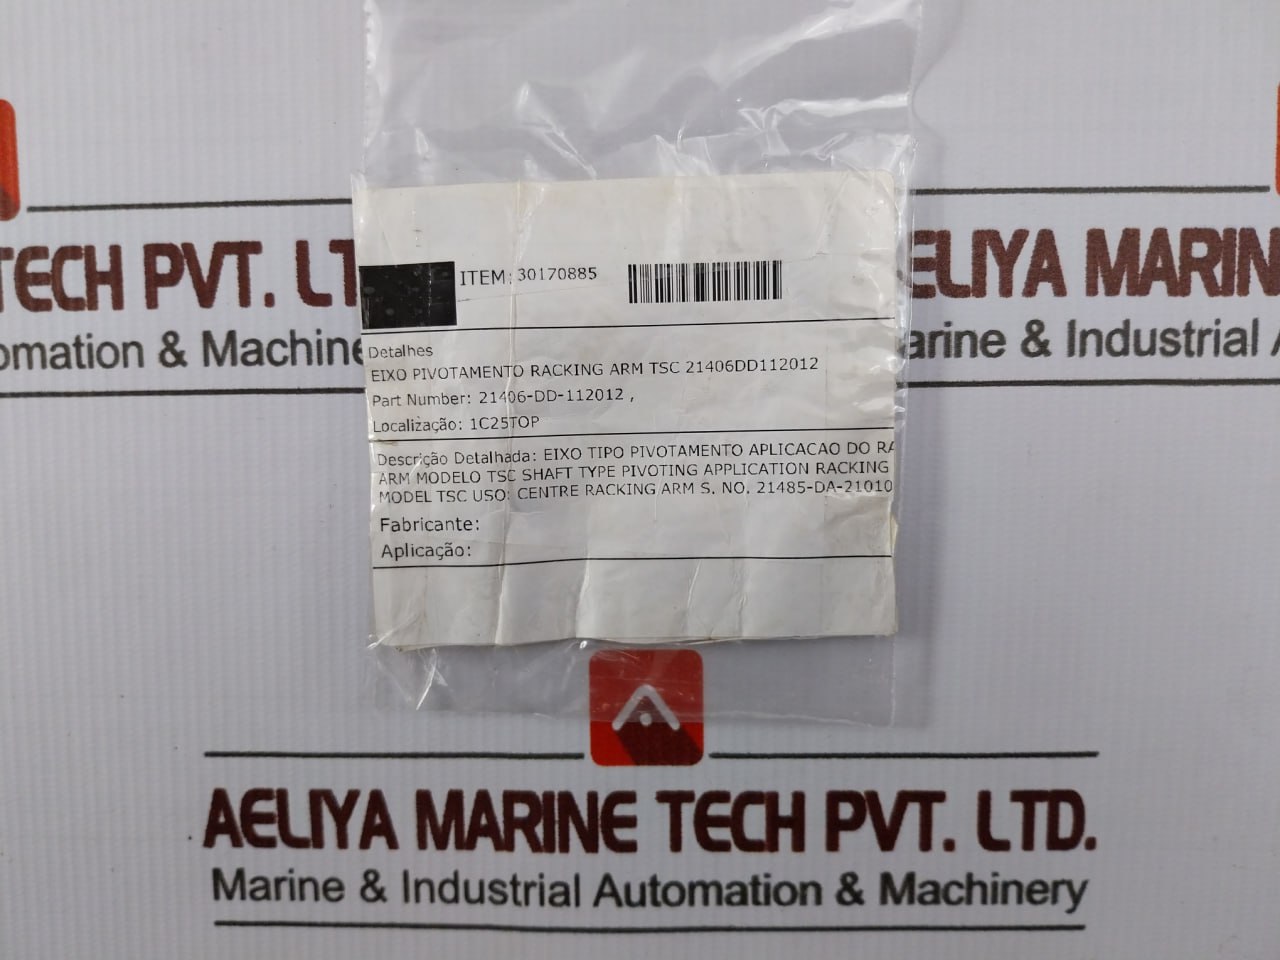 TECH PVT. LT
omation & Machine
ELIYA MARIN
arine & Industrial
ITEM: 30170885
Detalhes
EIXO PIVOTAMENTO RACKING ARM TSC 21406DD112012
Part Number: 21406-DD-112012 ,
Localização: 1C25TOP
Descrição Detalhada: EIXO TIPO PIVOTAMENTO APLICACAO DO RA
ARM MODELO TSC SHAFT TYPE PIVOTING APPLICATION RACKING
MODEL TSC USO: CENTRE RACKING ARM S. NO. 21485-DA-21010
Fabricante:
Aplicação:
AELIYA MARINE TECH PVT. LTD.
Marine & Industrial Automation & Machinery